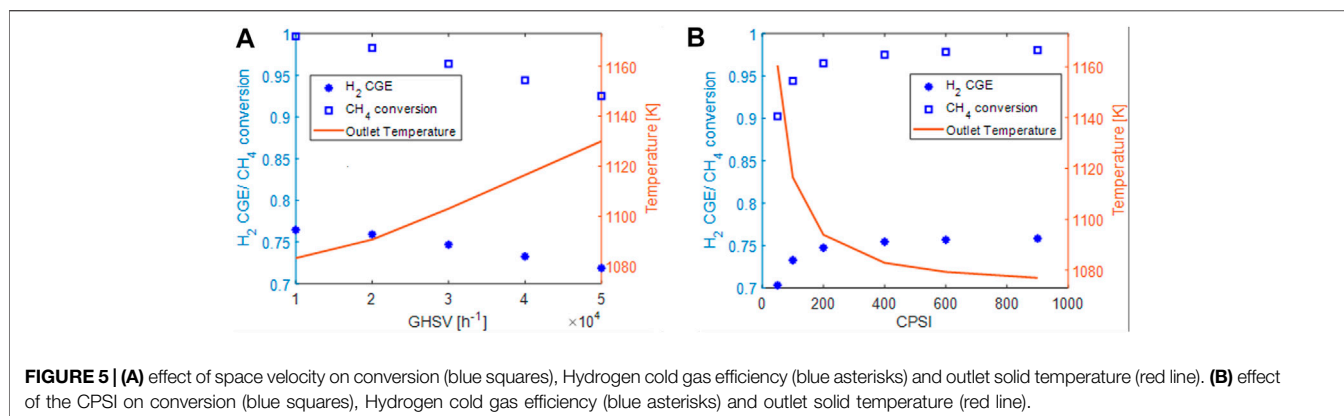 A
H2 CGE/ CH4 conversion
1
0.95
0.9
0.85
0.8
0.75
0.7
H2 CGE
CH4 conversion
Outlet Temperature
1160
1140
1120
1100
1080
Temperature [K]
1 2 3 4 5
GHSV [h-1] ×10^4
B
H2 CGE/ CH4 conversion
1
0.95
0.9
0.85
0.8
0.75
0.7
H2 CGE
CH4 conversion
Outlet Temperature
1160
1140
1120
1100
1080
Temperature [K]
0 200 400 600 800 1000
CPSI
FIGURE 5 | (A) effect of space velocity on conversion (blue squares), Hydrogen cold gas efficiency (blue asterisks) and outlet solid temperature (red line). (B) effect
of the CPSI on conversion (blue squares), Hydrogen cold gas efficiency (blue asterisks) and outlet solid temperature (red line).